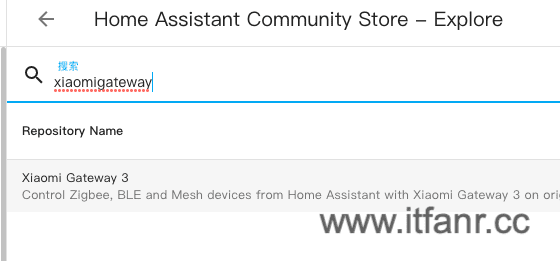 Home Assistant Community Store – Explore
搜索
xiaomigateway
Repository Name
Xiaomi Gateway 3
Control Zigbee, BLE and Mesh devices from Home Assistant with Xiaomi Gateway 3 on
www.itfanr.cc